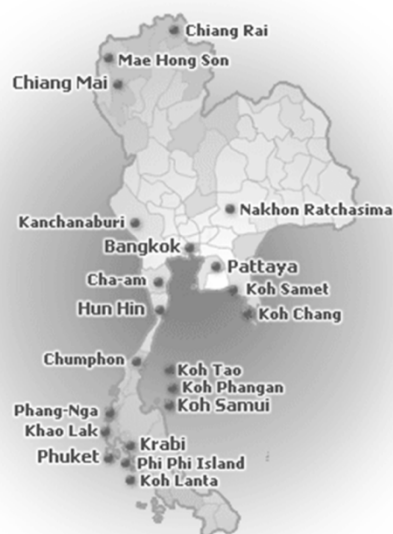 Chiang Rai
Mae Hong Son
Chiang Mai
Nakhon Ratchasima
Kanchanaburi
Bangkok
Pattaya
Cha-am
Koh Samet
Hun Hin
Koh Chang
Chumphon
Koh Tao
Koh Phangan
Koh Samui
Phang-Nga
Khao Lak
Krabi
Phuket
Phi Phi Island
Koh Lanta